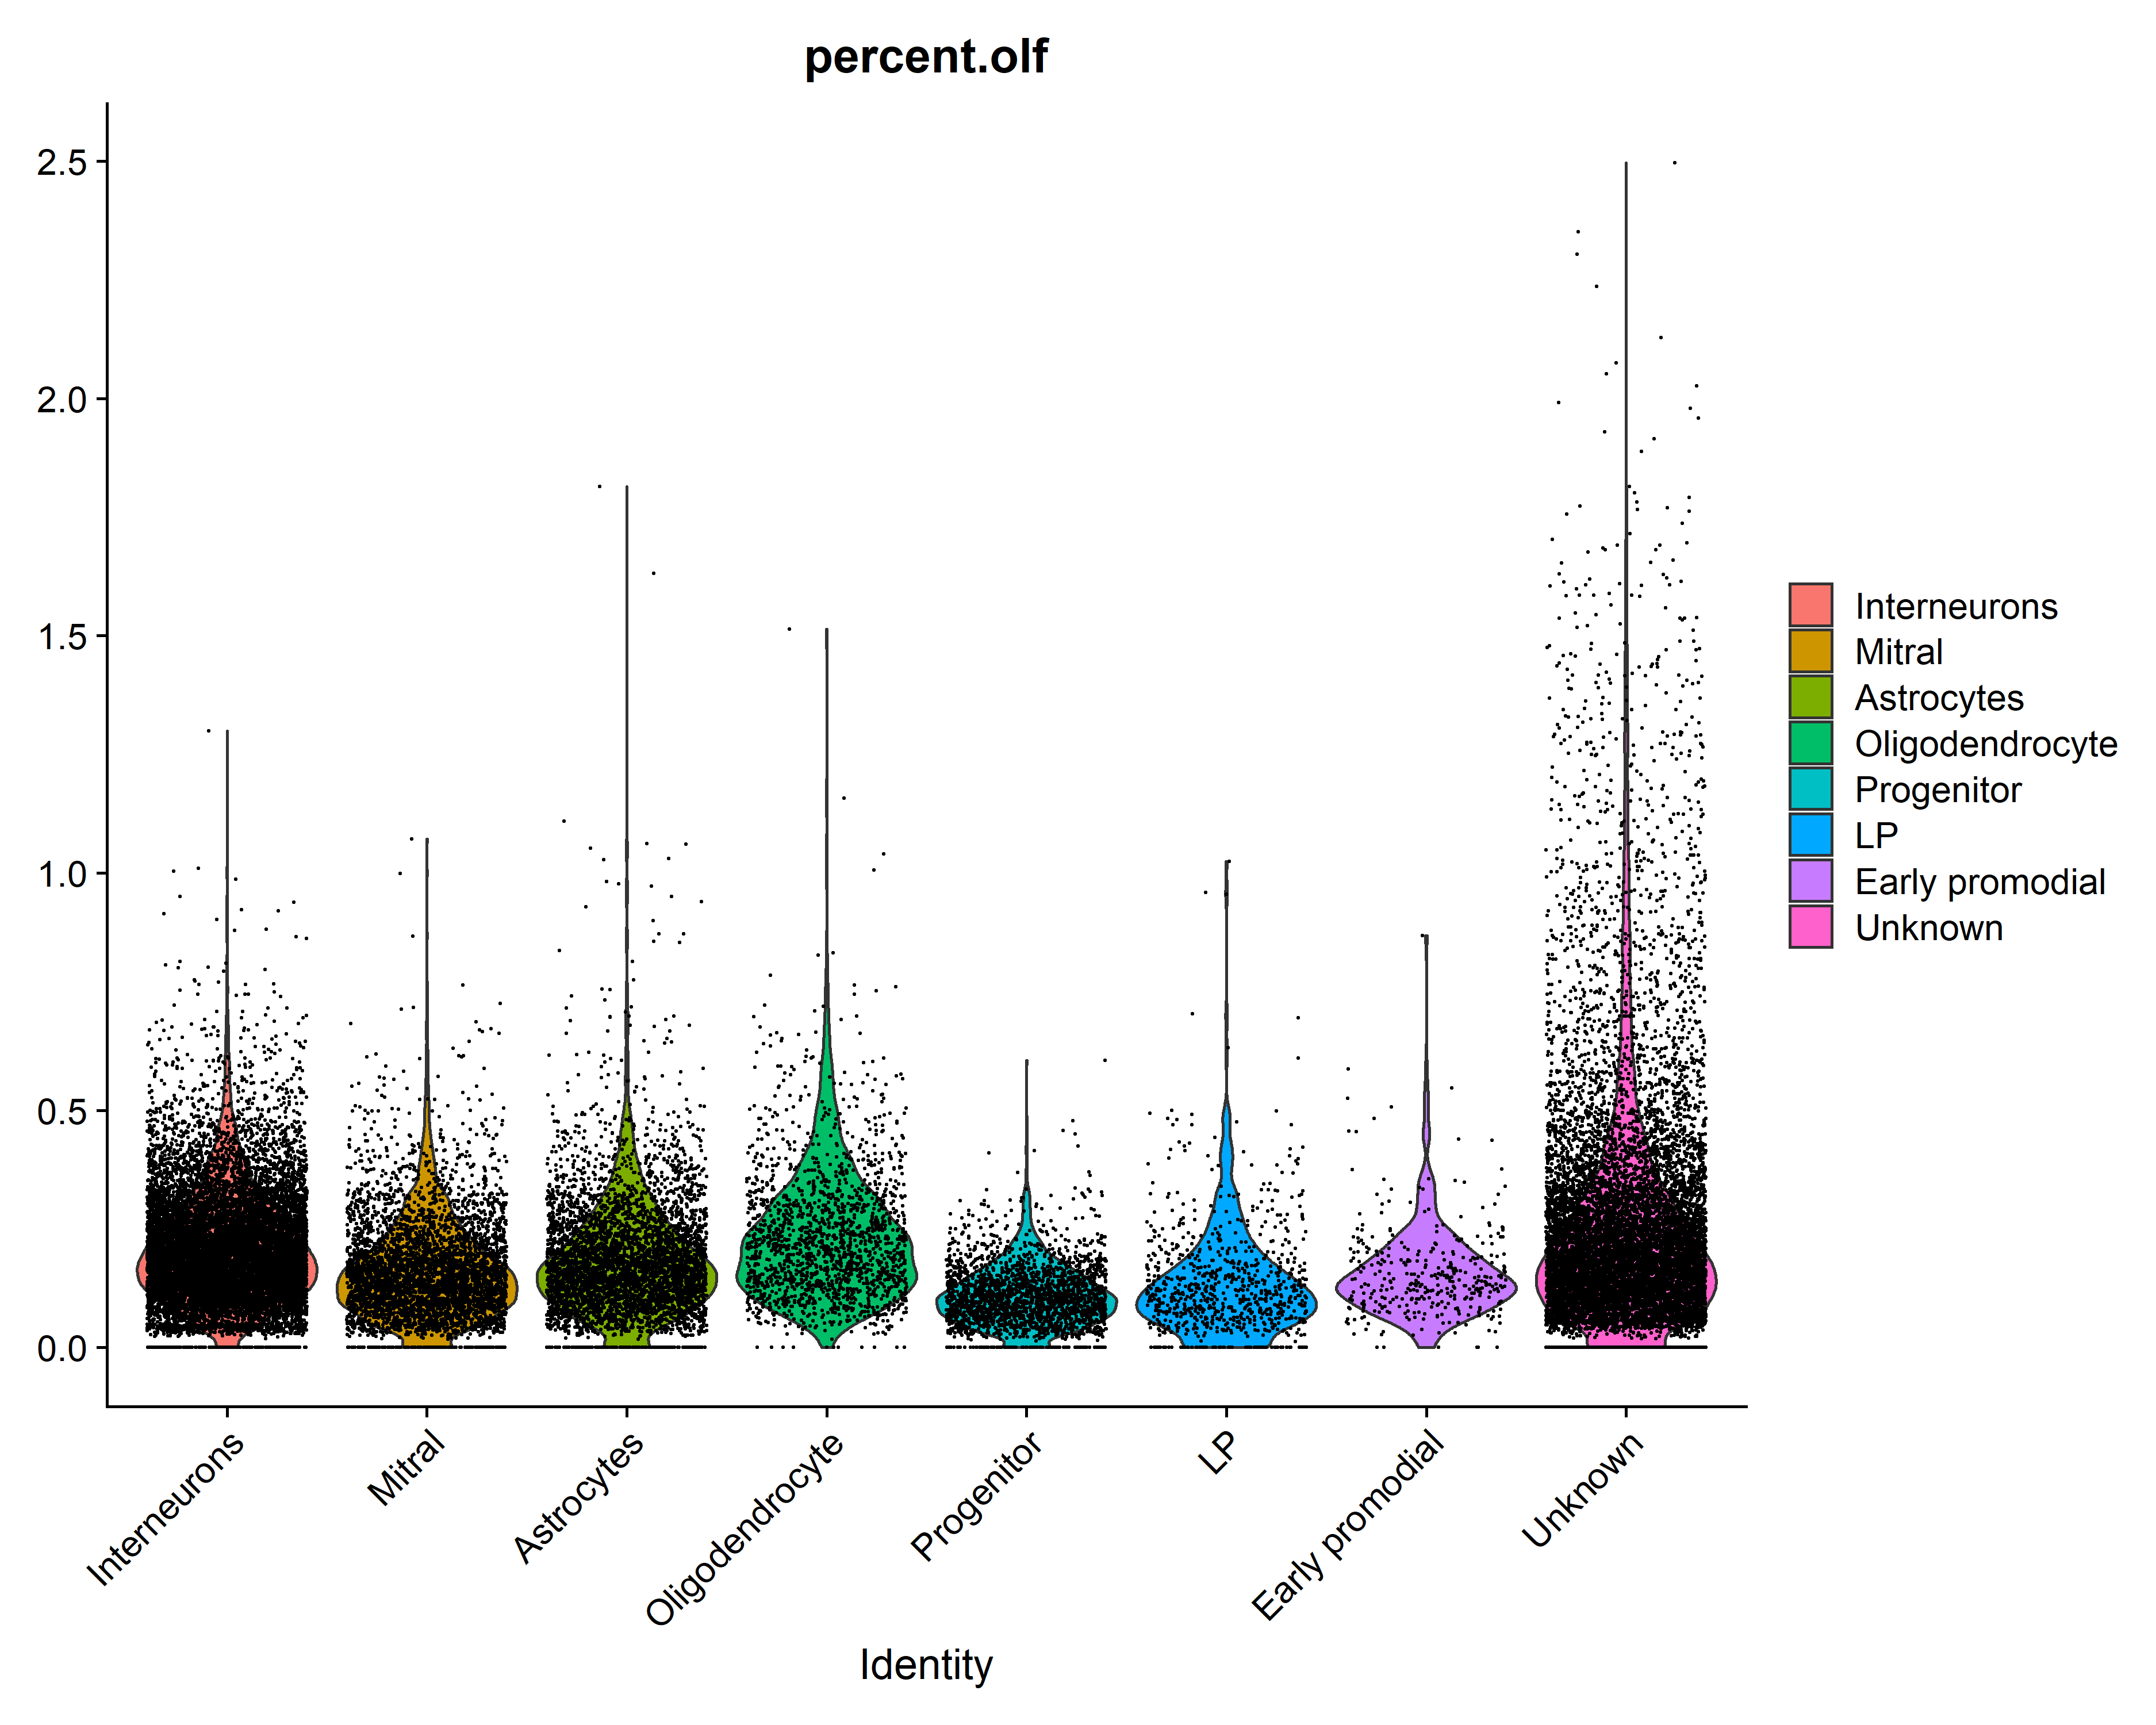 percent.olf
2.5
2.0
1.5
1.0
0.5
0.0
Interneurons
Mitral
Astrocytes
Oligodendrocyte
Progenitor
LP
Early promodial
Unknown
Identity
Interneurons
Mitral
Astrocytes
Oligodendrocyte
Progenitor
LP
Early promodial
Unknown